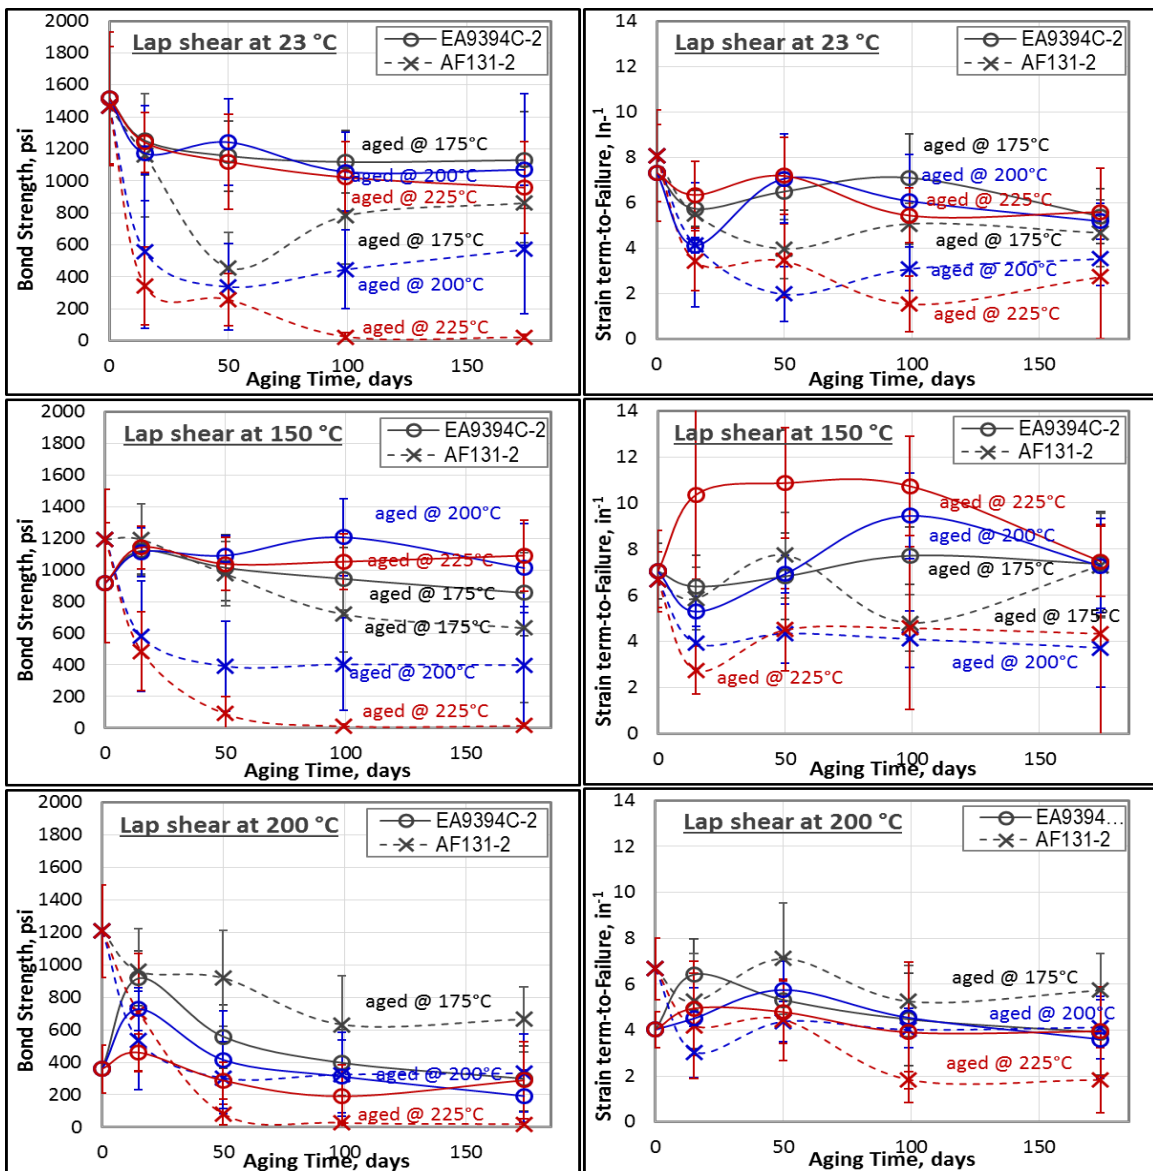 Lap shear at 23 °C
EA9394C-2
AF131-2
Bond Strength, psi
2000
1800
1600
1400
1200
1000
800
600
400
200
0
aged @ 175°C
aged @ 200°C
aged @ 225°C
aged @ 175°C
aged @ 200°C
aged @ 225°C
0
50
100
150
Aging Time, days
Lap shear at 23 °C
EA9394C-2
AF131-2
Strain term-to-Failure, In-1
14
12
10
8
6
4
2
0
aged @ 175°C
aged @ 200°C
aged @ 225°C
aged @ 175°C
aged @ 200°C
aged @ 225°C
0
50
100
150
Aging Time, days
Lap shear at 150 °C
EA9394C-2
AF131-2
Bond Strength, psi
2000
1800
1600
1400
1200
1000
800
600
400
200
0
aged @ 200°C
aged @ 225°C
aged @ 175°C
aged @ 175°C
aged @ 200°C
aged @ 225°C
0
50
100
150
Aging Time, days
Lap shear at 150 °C
EA9394C-2
AF131-2
Strain term-to-Failure, in-1
14
12
10
8
6
4
2
0
aged @ 225°C
aged @ 200°C
aged @ 175°C
aged @ 175°C
aged @ 200°C
aged @ 225°C
0
50
100
150
Aging Time, days
Lap shear at 200 °C
EA9394C-2
AF131-2
Bond Strength, psi
2000
1800
1600
1400
1200
1000
800
600
400
200
0
aged @ 175°C
aged @ 200°C
aged @ 225°C
0
50
100
150
Aging Time, days
Lap shear at 200 °C
EA9394...
AF131-2
Strain term-to-Failure, in-1
14
12
10
8
6
4
2
0
aged @ 175°C
aged @ 200°C
aged @ 225°C
0
50
100
150
Aging Time, days